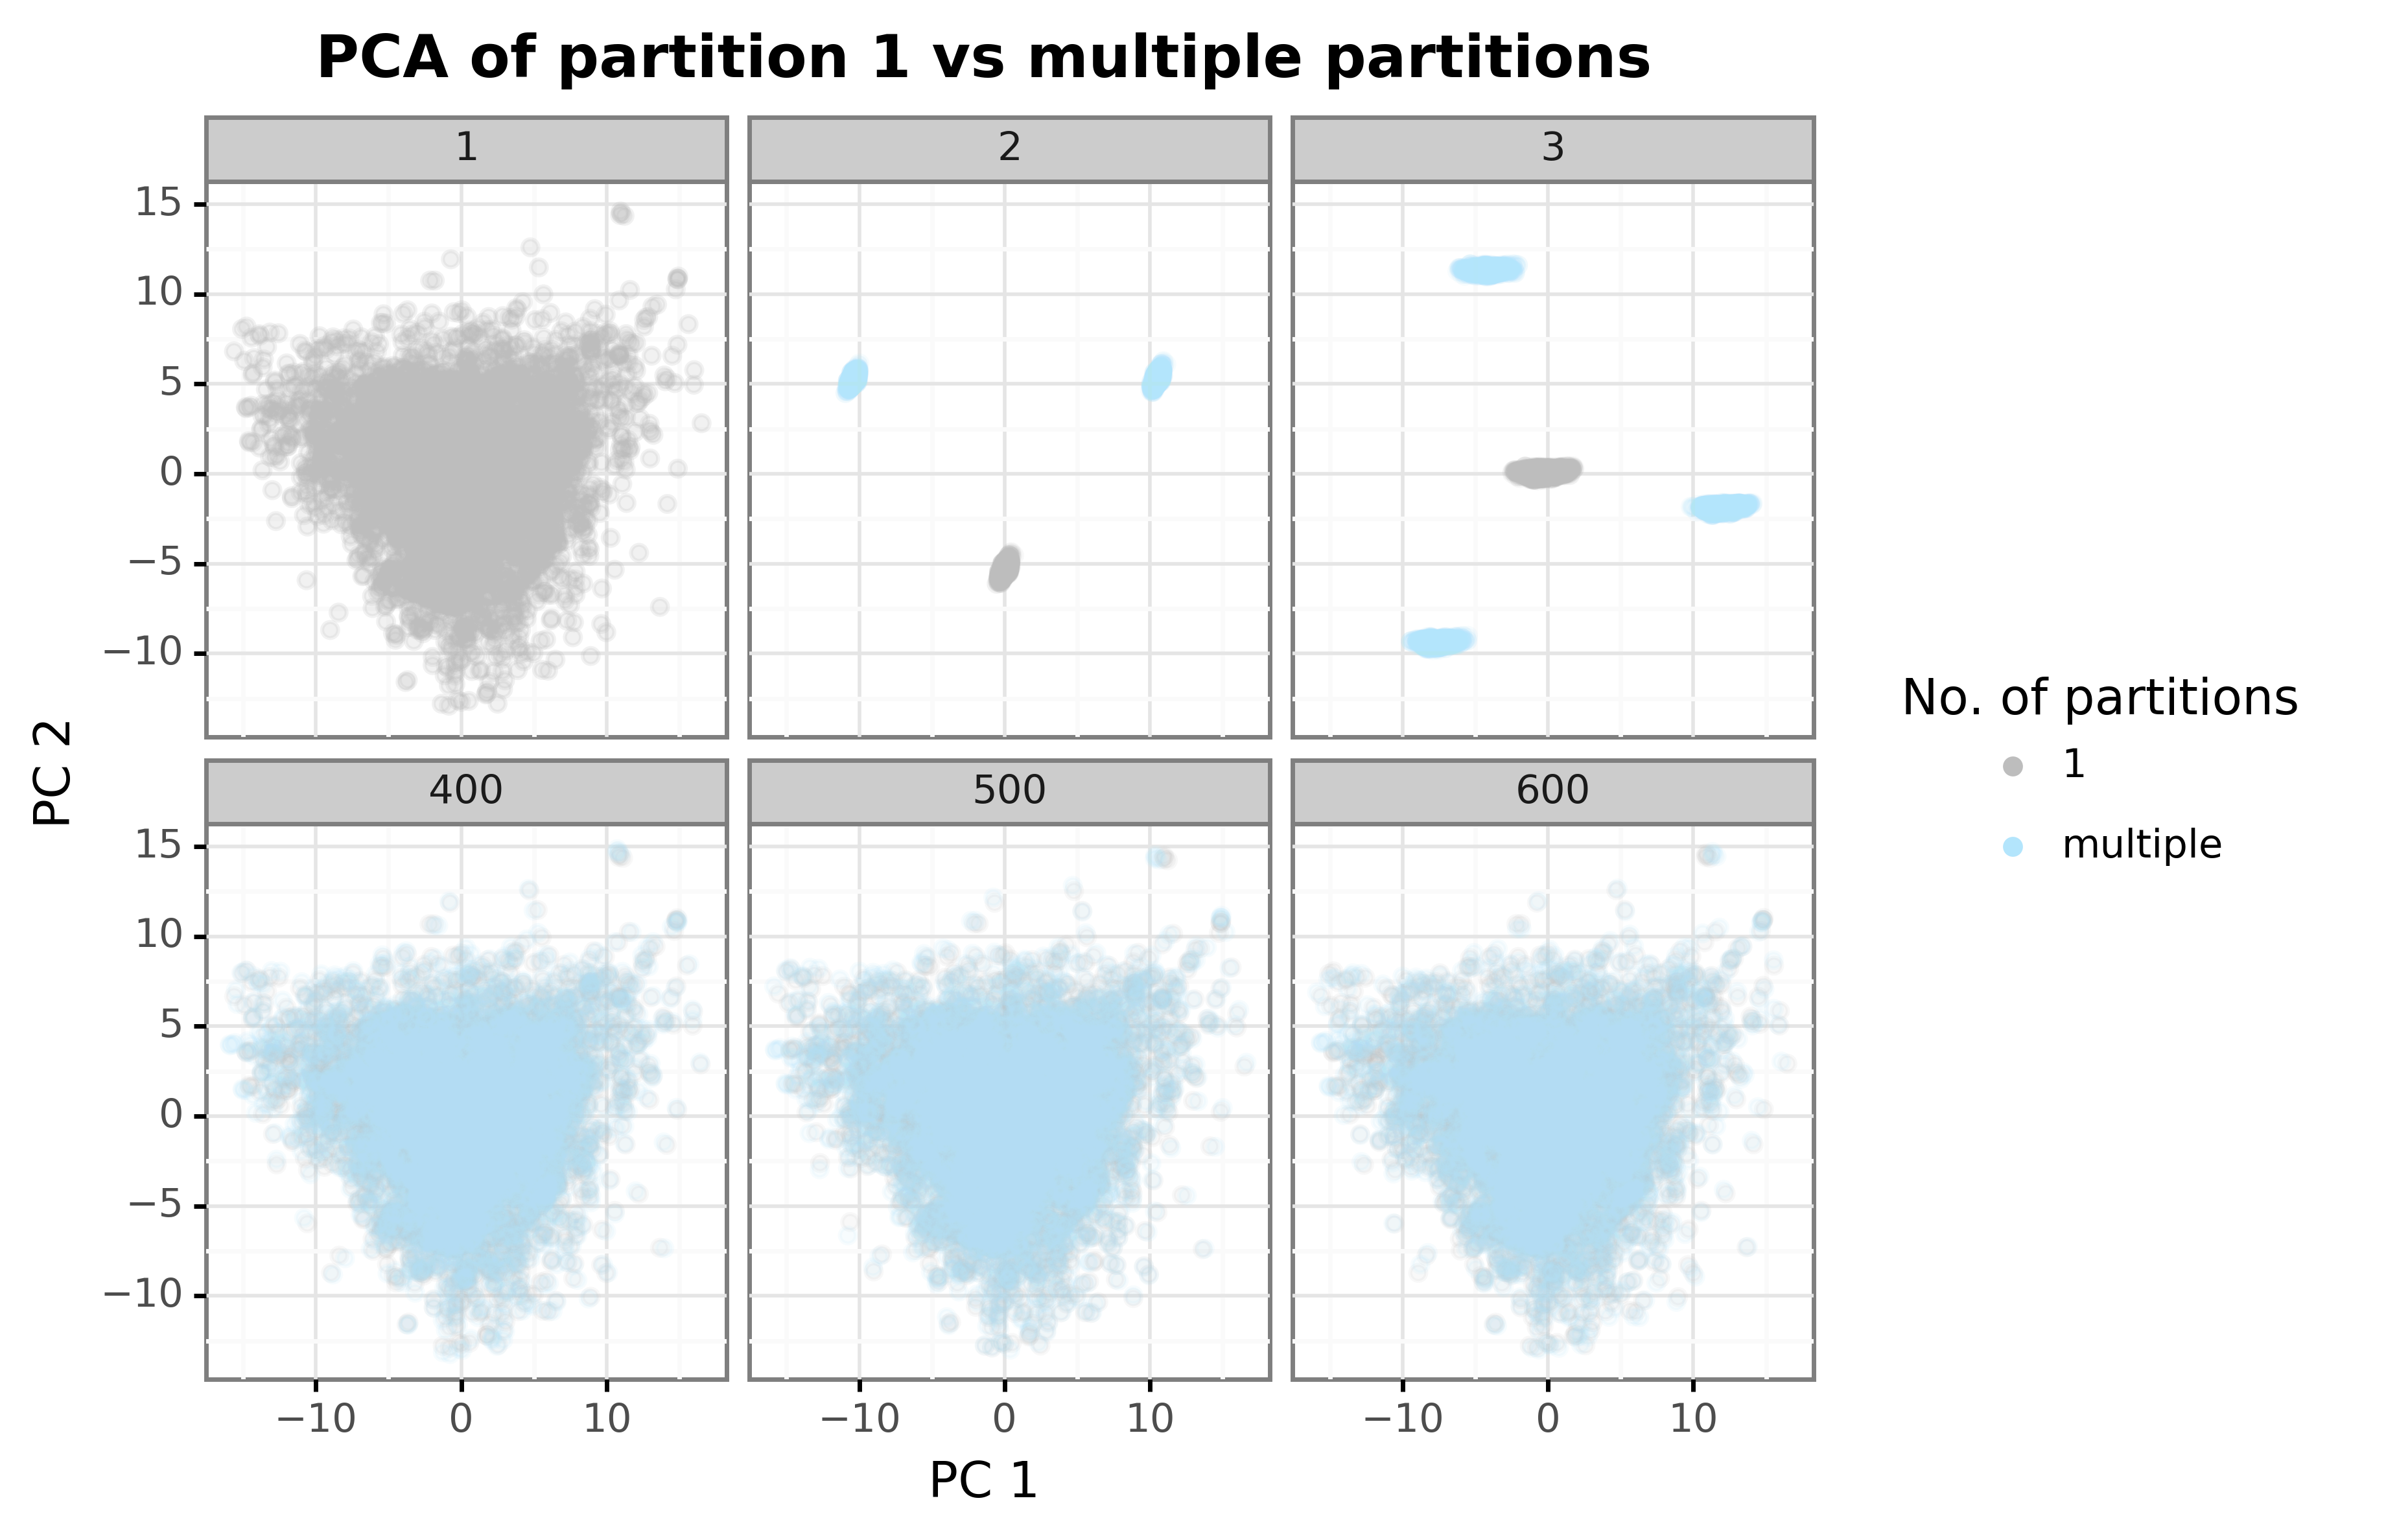 PCA of partition 1 vs multiple partitions
1 2 3
15
10
5
0
−5
−10
400 500 600
15
10
5
0
−5
−10
−10 0 10 −10 0 10 −10 0 10
PC 1
PC 2
No. of partitions
1
multiple